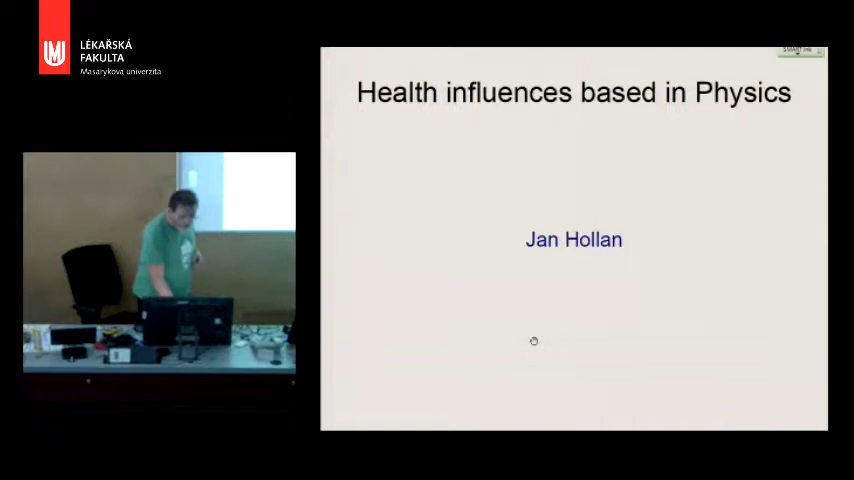 LÉKAŘSKÁ
FAKULTA
Masarykova univerzita
Health influences based in Physics
Jan Hollan